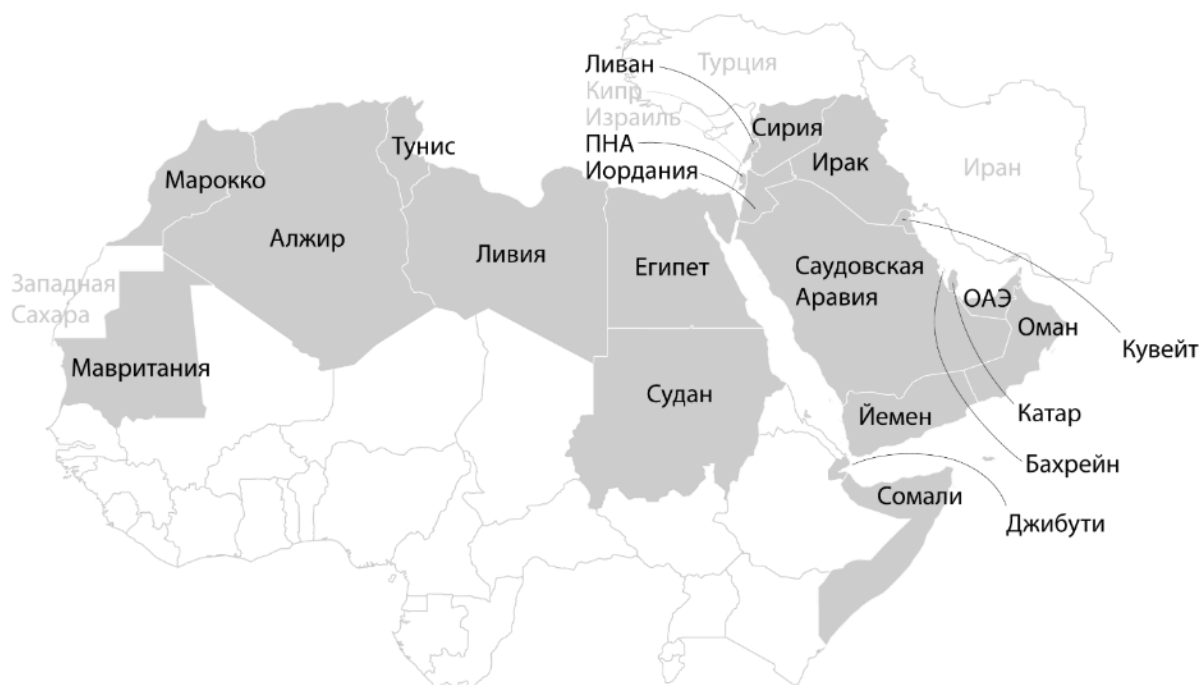 Турция
Ливан
Кипр
Израиль
Сирия
ПНА
Тунис
Иордания
Ирак
Иран
Марокко
Алжир
Ливия
Египет
Саудовская
Аравия
Западная
Сахара
ОАЭ
Оман
Кувейт
Мавритания
Судан
Йемен
Катар
Бахрейн
Сомали
Джибути